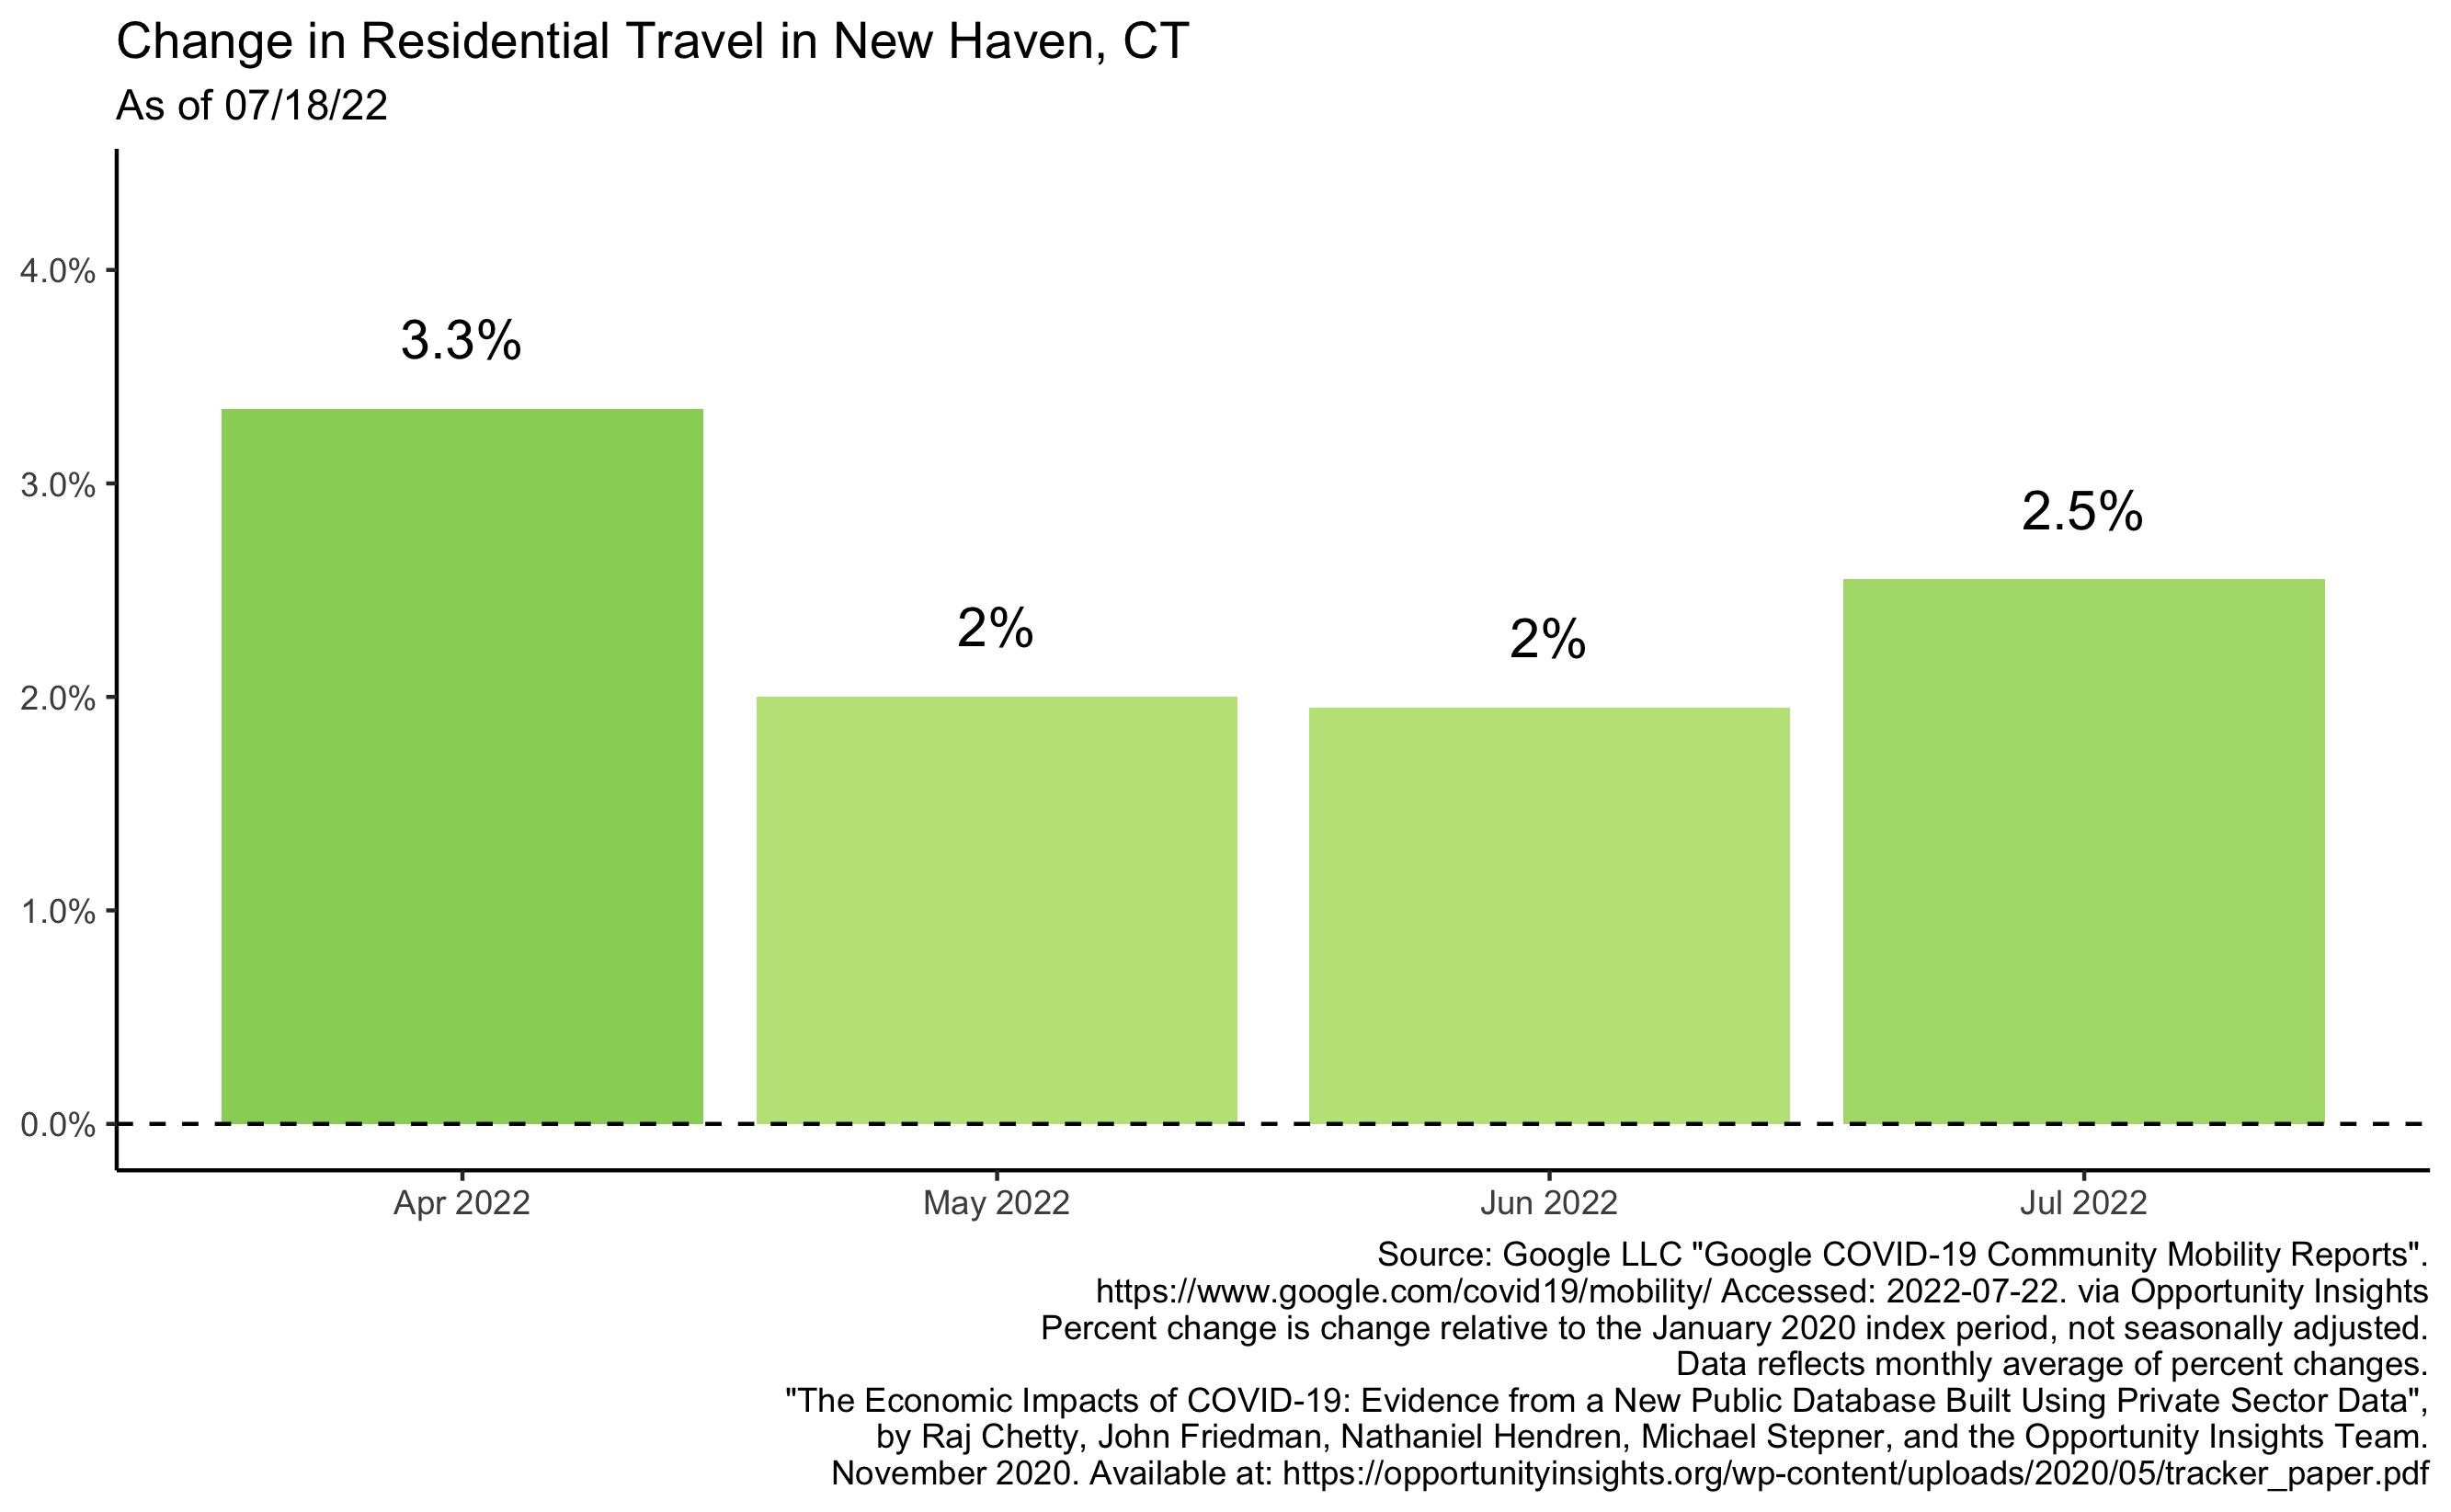 Change in Residential Travel in New Haven, CT
As of 07/18/22
4.0%
3.0%
2.0%
1.0%
0.0%
3.3%
2%
2%
2.5%
Apr 2022
May 2022
Jun 2022
Jul 2022
Source: Google LLC "Google COVID-19 Community Mobility Reports".
https://www.google.com/covid19/mobility/ Accessed: 2022-07-22. via Opportunity Insights
Percent change is change relative to the January 2020 index period, not seasonally adjusted.
Data reflects monthly average of percent changes.
"The Economic Impacts of COVID-19: Evidence from a New Public Database Built Using Private Sector Data",
by Raj Chetty, John Friedman, Nathaniel Hendren, Michael Stepner, and the Opportunity Insights Team.
November 2020. Available at: https://opportunityinsights.org/wp-content/uploads/2020/05/tracker_paper.pdf